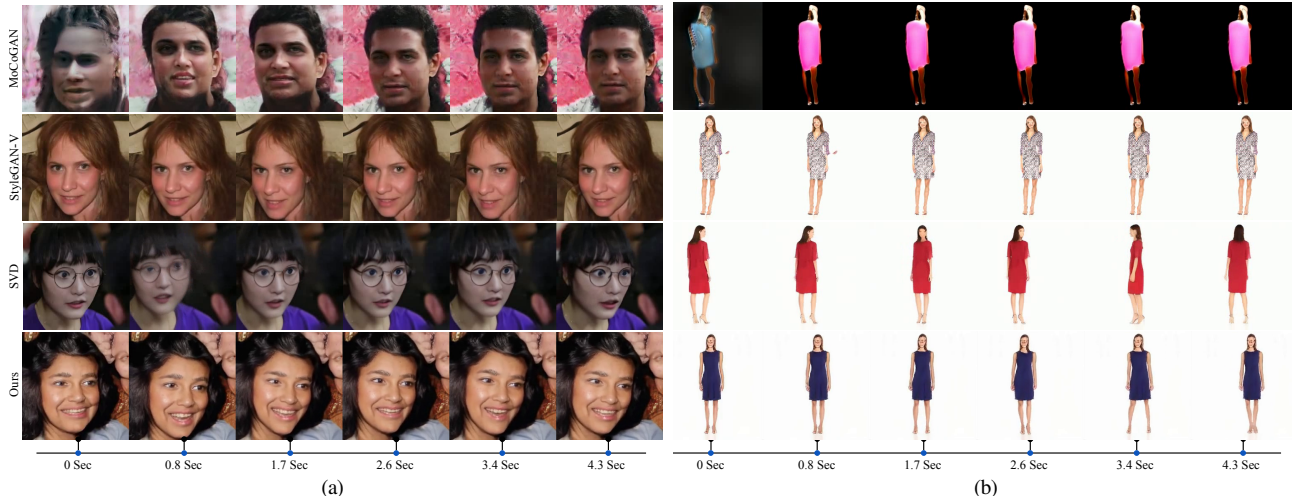 MoCoGAN
StyleGAN-V
SVD
Ours
0 Sec 0.8 Sec 1.7 Sec 2.6 Sec 3.4 Sec 4.3 Sec
(a)
0 Sec 0.8 Sec 1.7 Sec 2.6 Sec 3.4 Sec 4.3 Sec
(b)